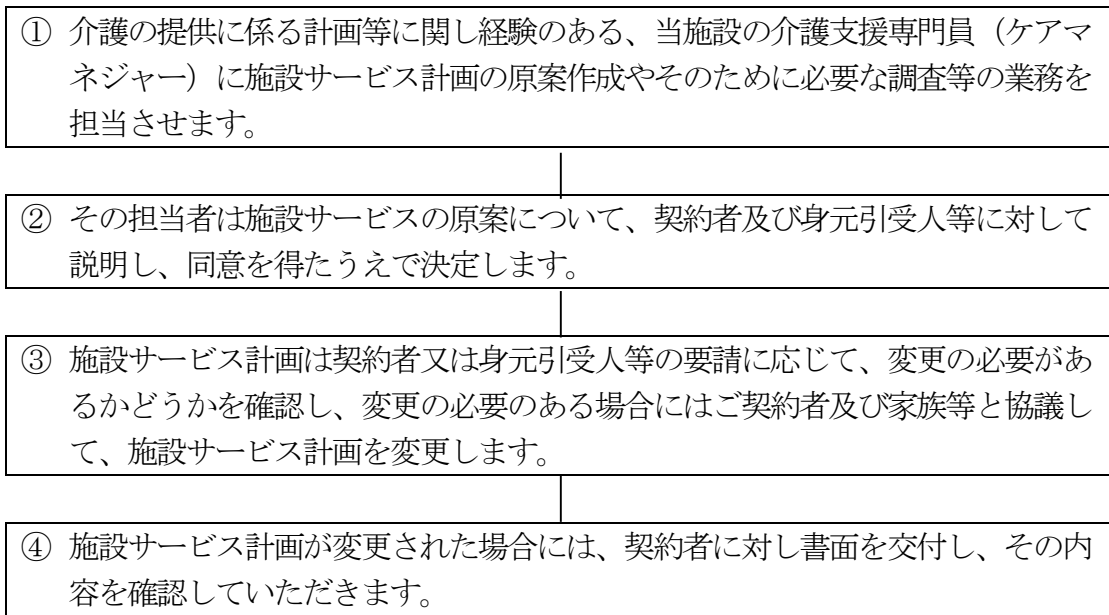 ① 介護の提供に係る計画等に関し経験のある、当施設の介護支援専門員（ケアマ
ネジャー）に施設サービス計画の原案作成やそのために必要な調査等の業務を
担当させます。
② その担当者は施設サービスの原案について、契約者及び身元引受人等に対して
説明し、同意を得たうえで決定します。
③ 施設サービス計画は契約者又は身元引受人等の要請に応じて、変更の必要があ
るかどうかを確認し、変更の必要のある場合にはご契約者及び家族等と協議し
て、施設サービス計画を変更します。
④ 施設サービス計画が変更された場合には、契約者に対し書面を交付し、その内
容を確認していただきます。